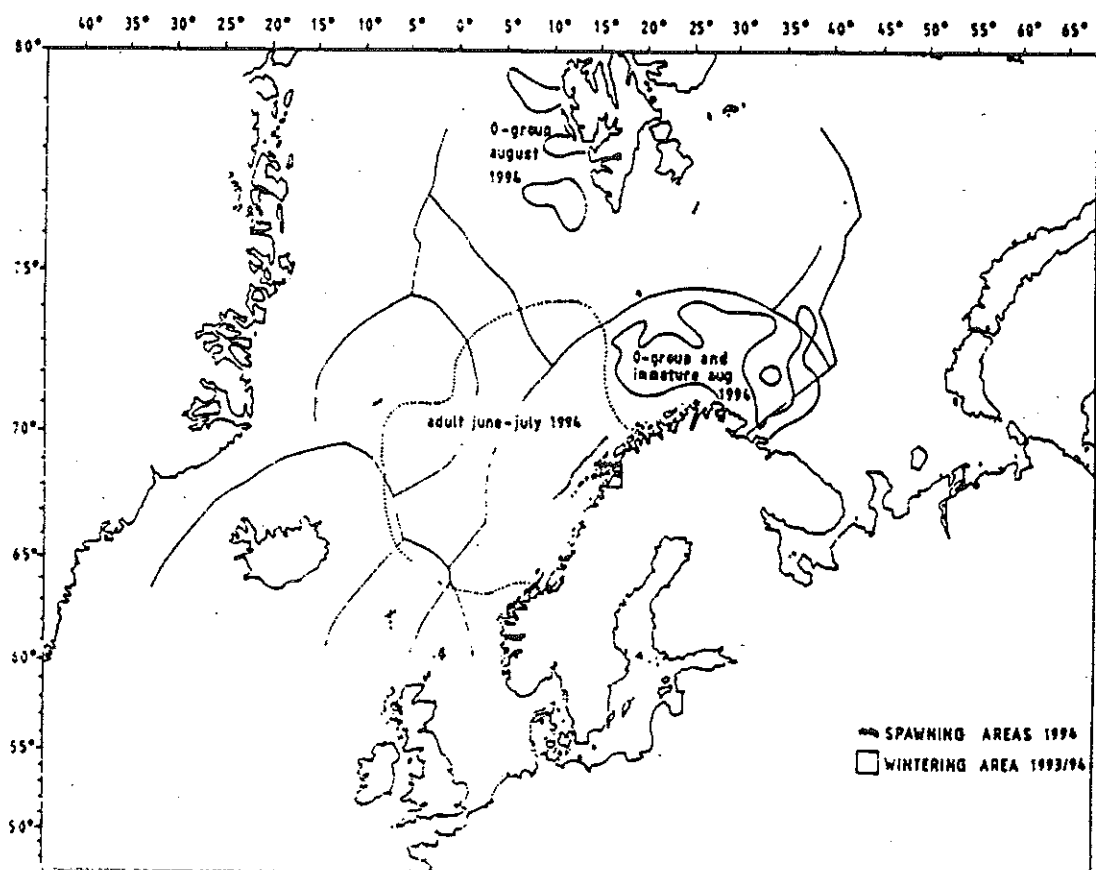 40° 35° 30° 25° 20° 15° 10° 5° 0° 5° 10° 15° 20° 25° 30° 35° 40° 45° 50° 55° 60° 65°
80°
0-group
august
1994
75°
0-group and
immature aug
1994
adult june-july 1994
70°
65°
60°
55°
SPAWNING AREAS 1994
WINTERING AREA 1993/94
50°